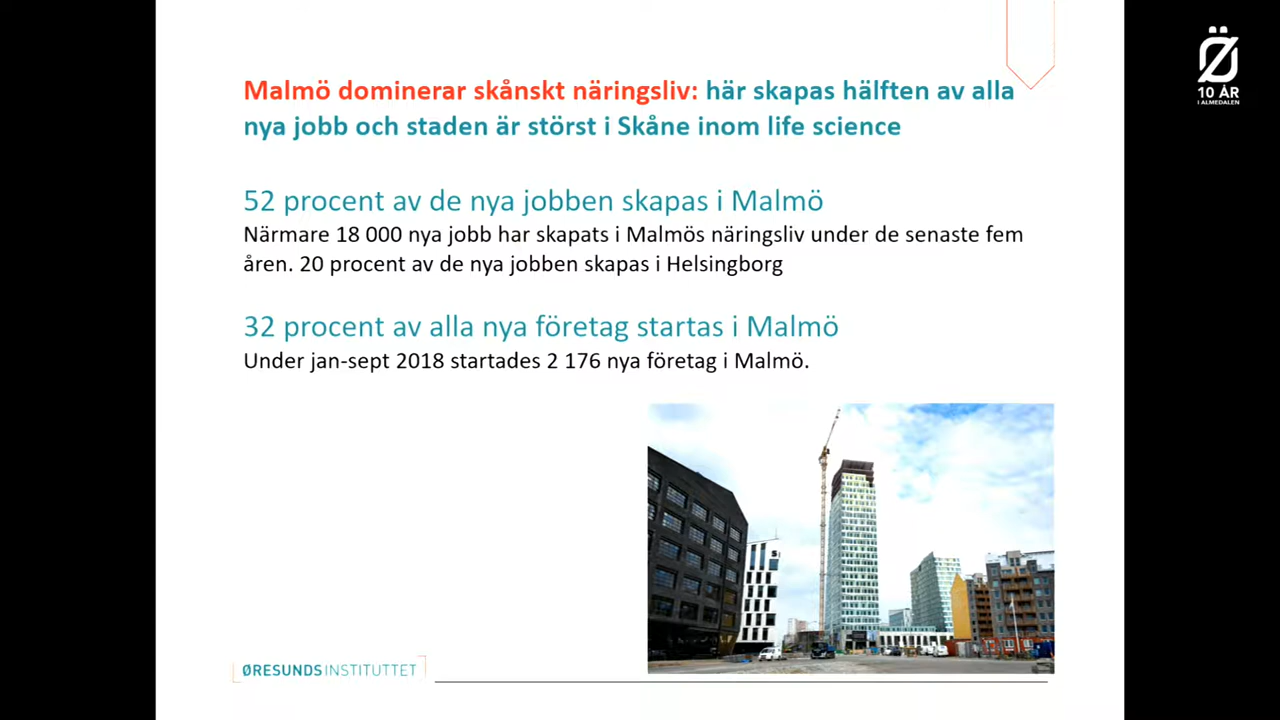 Malmö dominerar skånskt näringsliv: här skapas hälften av alla
nya jobb och staden är störst i Skåne inom life science
52 procent av de nya jobben skapas i Malmö
Närmare 18 000 nya jobb har skapats i Malmös näringsliv under de senaste fem
åren. 20 procent av de nya jobben skapas i Helsingborg
32 procent av alla nya företag startas i Malmö
Under jan-sept 2018 startades 2 176 nya företag i Malmö.
ØRESUNDSINSTITUTTET
Ö
10 ÅR
I ALMEDALEN